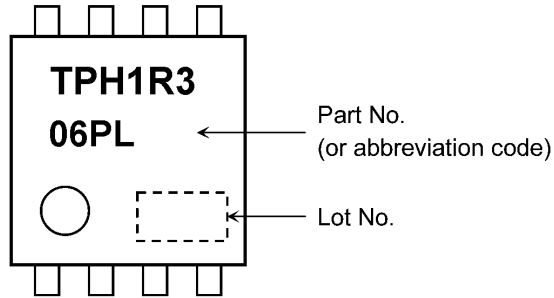 TPH1R3
06PL
Part No.
(or abbreviation code)
Lot No.